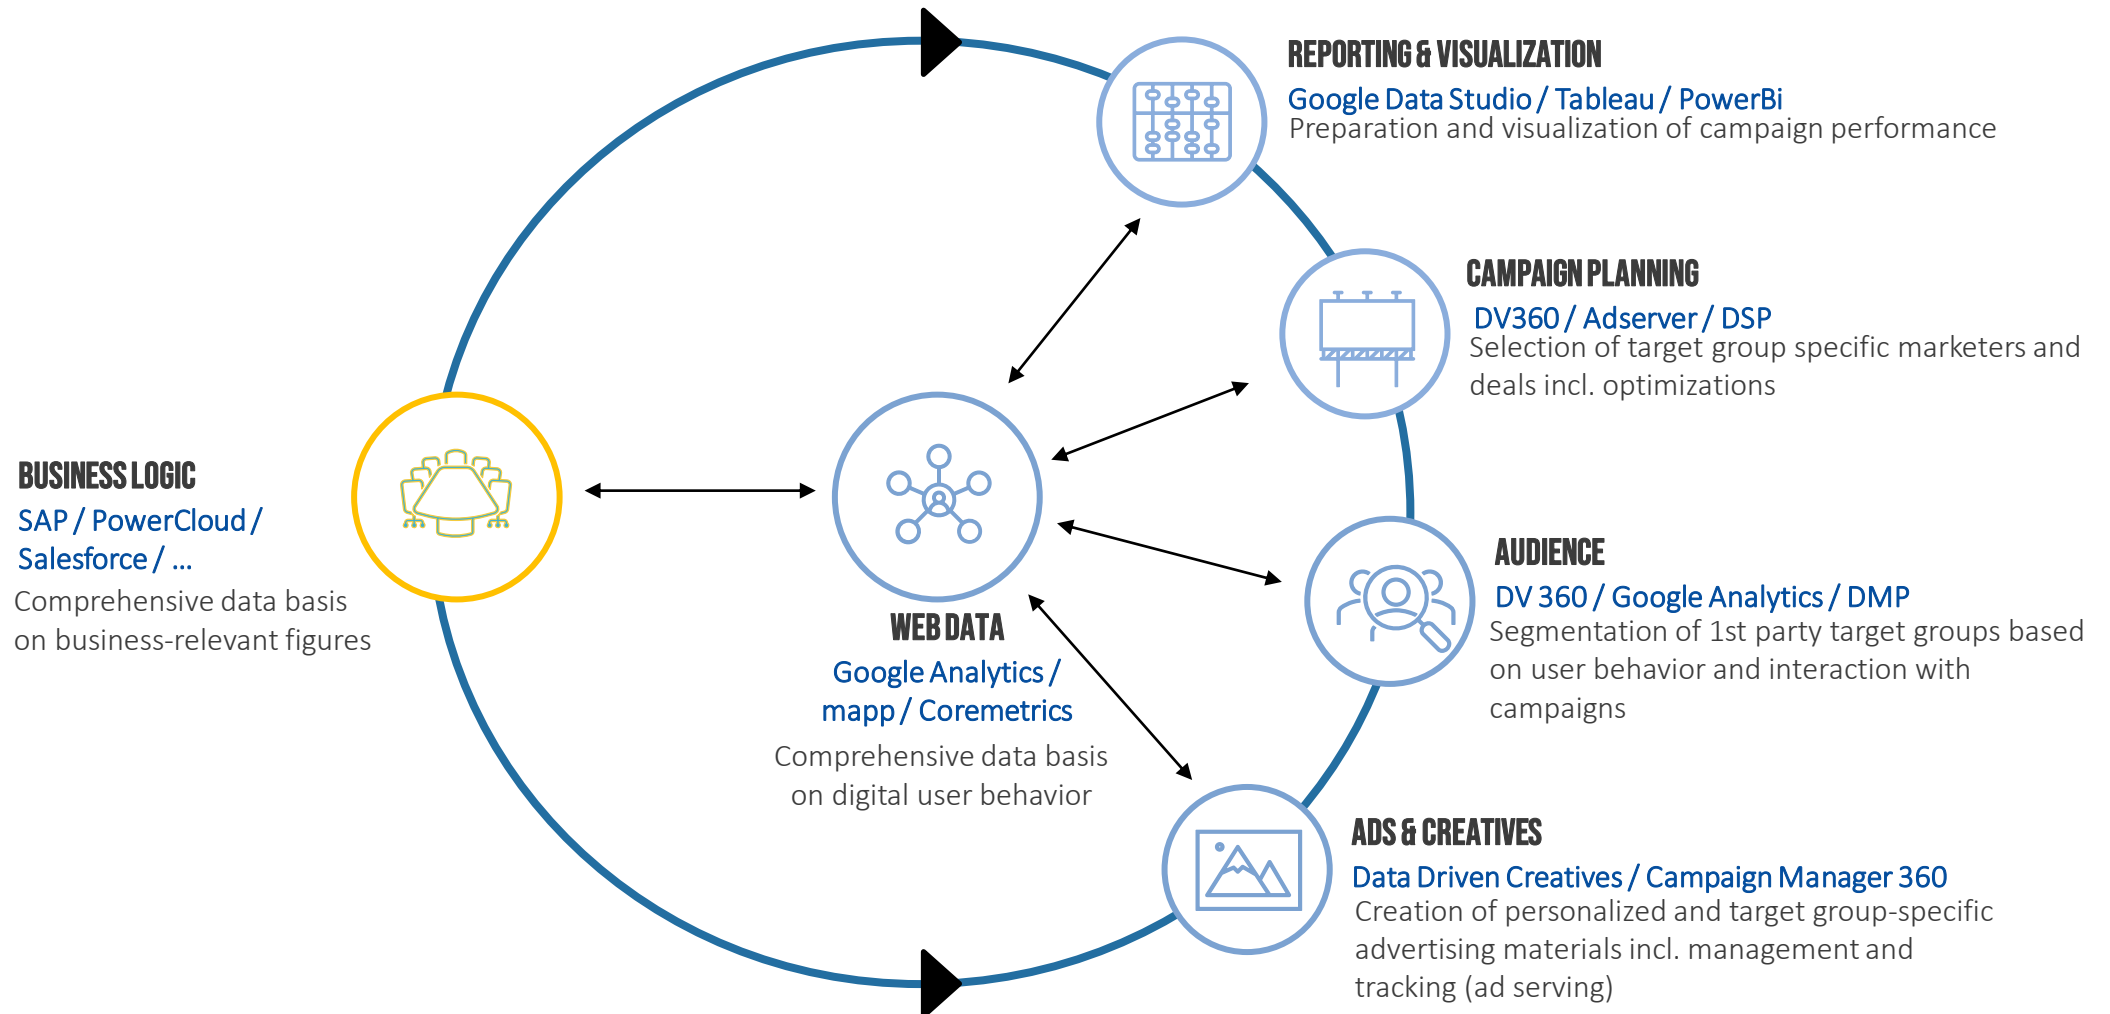 REPORTING & VISUALIZATION
Google Data Studio / Tableau / PowerBi
Preparation and visualization of campaign performance
CAMPAIGN PLANNING
DV360 / Adserver / DSP
Selection of target group specific marketers and
deals incl. optimizations
BUSINESS LOGIC
SAP / PowerCloud /
Salesforce / ...
Comprehensive data basis
on business-relevant figures
WEB DATA
Google Analytics /
mapp / Coremetrics
Comprehensive data basis
on digital user behavior
AUDIENCE
DV 360 / Google Analytics / DMP
Segmentation of 1st party target groups based
on user behavior and interaction with
campaigns
ADS & CREATIVES
Data Driven Creatives / Campaign Manager 360
Creation of personalized and target group-specific
advertising materials incl. management and
tracking (ad serving)